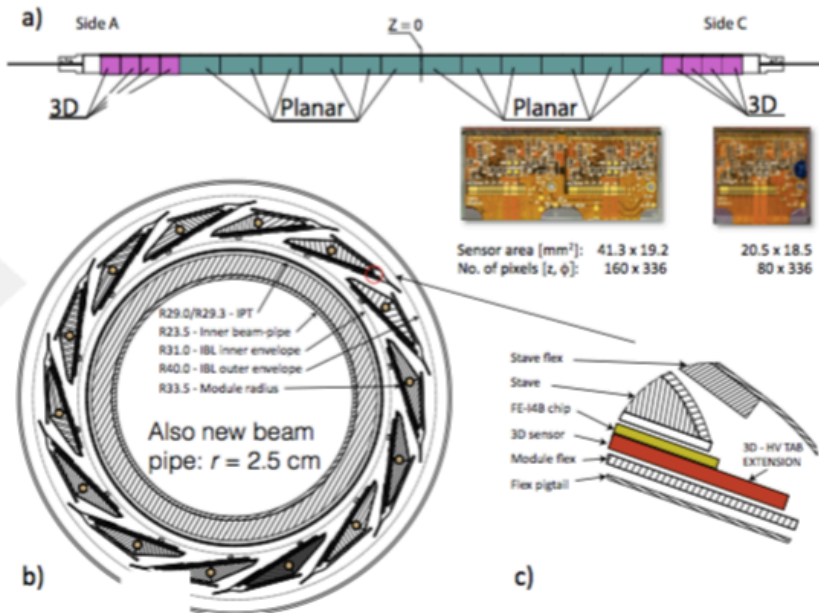 a)
Side A
Z = 0
Side C
3D
Planar
Planar
3D
Sensor area [mm²]: 41.3 x 19.2 20.5 x 18.5
No. of pixels [z, ϕ]: 160 x 336 80 x 336
R29.0/R29.3 - IPT
R23.5 - Inner beam-pipe
R31.0 - IBL inner envelope
R40.0 - IBL outer envelope
R33.5 - Module radius
Also new beam
pipe: r = 2.5 cm
Stave flex
Stave
FE-I4B chip
3D sensor
Module flex
Flex pigtail
3D - HV TAB
EXTENSION
b)
c)